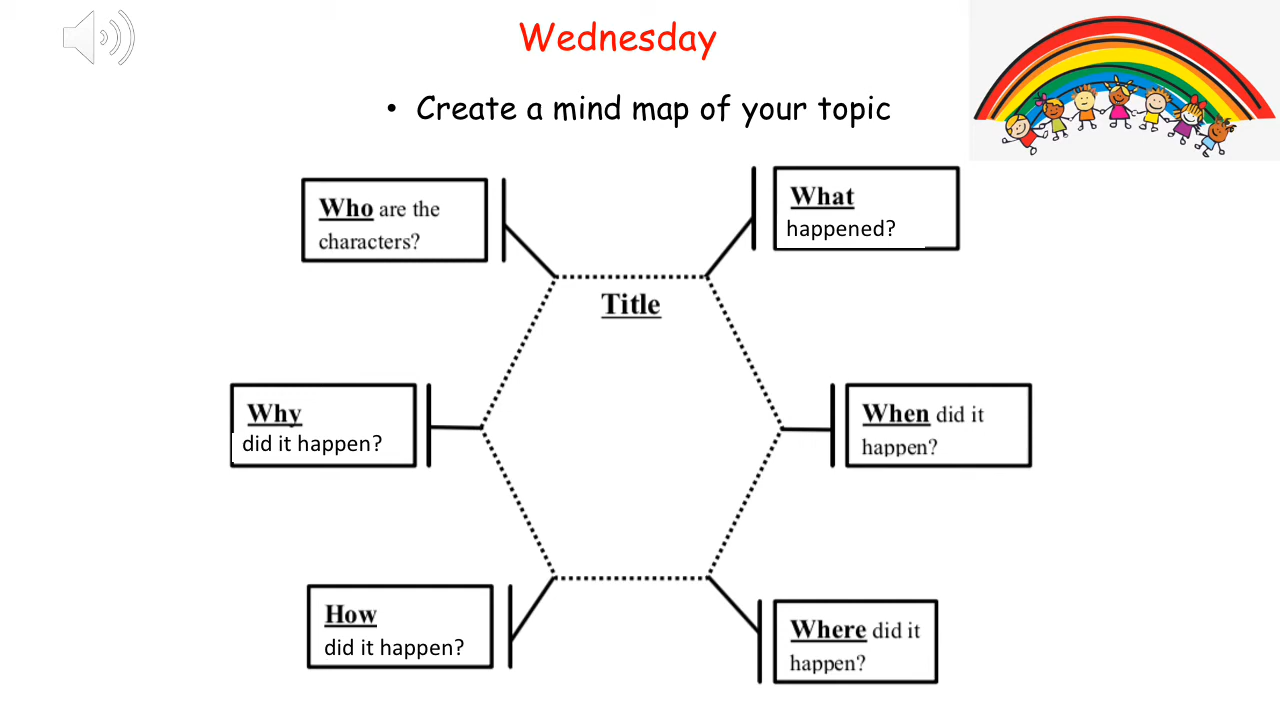 Wednesday
• Create a mind map of your topic
Who are the
characters?
What
happened?
Title
Why
did it happen?
When did it
happen?
How
did it happen?
Where did it
happen?